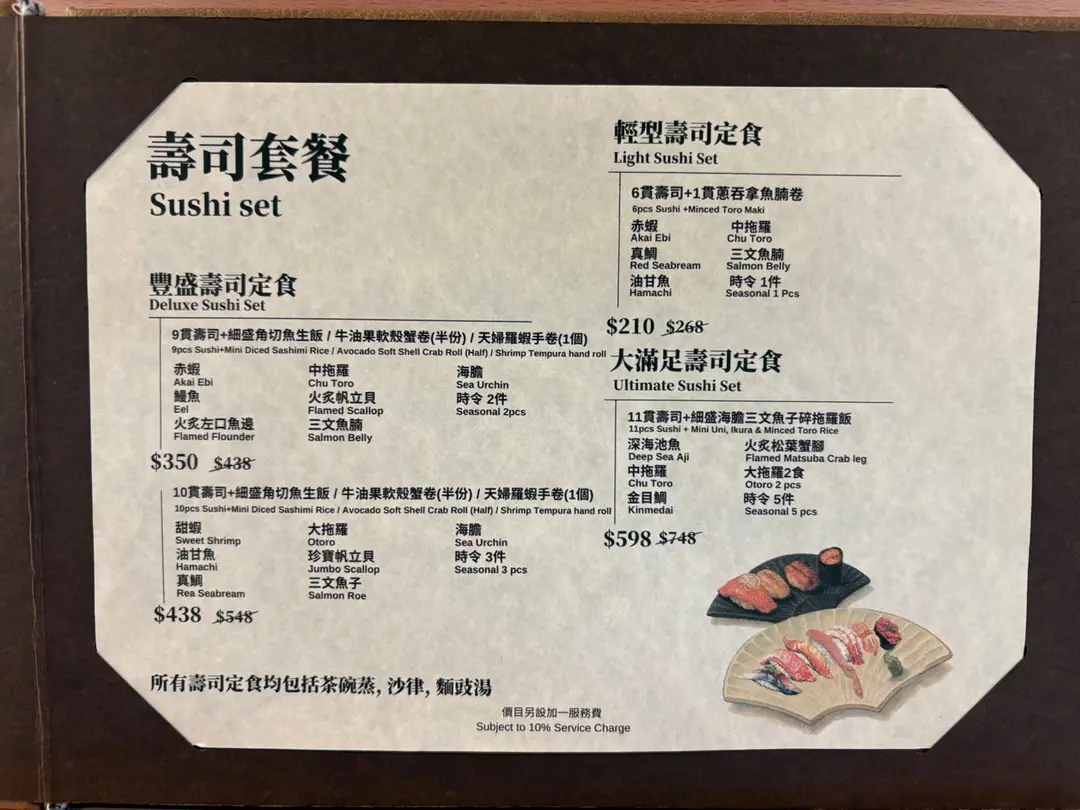 壽司套餐
Sushi set
豐盛壽司定食
Deluxe Sushi Set
9貫壽司+細盛角切魚生飯 / 牛油果軟殼蟹卷(半份) / 天婦羅蝦手卷(1個)
9pcs Sushi+Mini Diced Sashimi Rice / Avocado Soft Shell Crab Roll (Half) / Shrimp Tempura hand roll
赤蝦 中拖羅 海膽
Akai Ebi Chu Toro Sea Urchin
鰻魚 火炙帆立貝 時令 2件
Eel Flamed Scallop Seasonal 2pcs
火炙左口魚邊 三文魚腩
Flamed Flounder Salmon Belly
$350 $438
10貫壽司+細盛角切魚生飯 / 牛油果軟殼蟹卷(半份) / 天婦羅蝦手卷(1個)
10pcs Sushi+Mini Diced Sashimi Rice / Avocado Soft Shell Crab Roll (Half) / Shrimp Tempura hand roll
甜蝦 大拖羅 海膽
Sweet Shrimp Otoro Sea Urchin
油甘魚 珍寶帆立貝 時令 3件
Hamachi Jumbo Scallop Seasonal 3 pcs
真鯛 三文魚子
Rea Seabream Salmon Roe
$438 $548
所有壽司定食均包括茶碗蒸, 沙律, 麵豉湯
輕型壽司定食
Light Sushi Set
6貫壽司+1貫蔥吞拿魚腩卷
6pcs Sushi +Minced Toro Maki
赤蝦 中拖羅
Akai Ebi Chu Toro
真鯛 三文魚腩
Red Seabream Salmon Belly
油甘魚 時令 1件
Hamachi Seasonal 1 Pcs
$210 $268
大滿足壽司定食
Ultimate Sushi Set
11貫壽司+細盛海膽三文魚子碎拖羅飯
11pcs Sushi + Mini Uni, Ikura & Minced Toro Rice
深海池魚 火炙松葉蟹腳
Deep Sea Aji Flamed Matsuba Crab leg
中拖羅 大拖羅2食
Chu Toro Otoro 2 pcs
金目鯛 時令 5件
Kinmedai Seasonal 5 pcs
$598 $748
價目另設加一服務費
Subject to 10% Service Charge